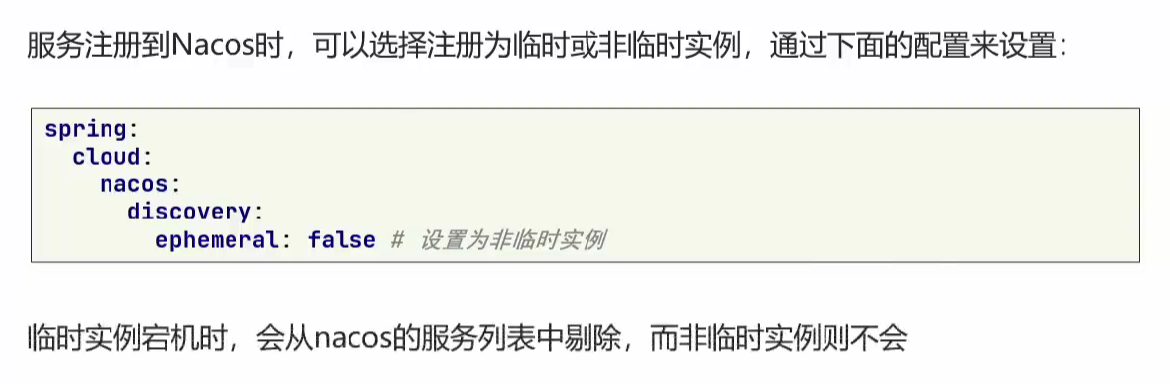 服务注册到Nacos时，可以选择注册为临时或非临时实例，通过下面的配置来设置：
spring:
  cloud:
    nacos:
      discovery:
        ephemeral: false # 设置为非临时实例
临时实例宕机时，会从nacos的服务列表中剔除，而非临时实例则不会